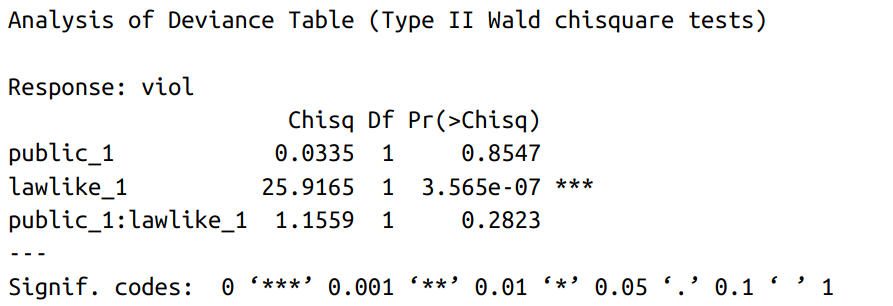 Analysis of Deviance Table (Type II Wald chisquare tests)
Response: viol
Chisq Df Pr(>Chisq)
public_1 0.0335 1 0.8547
lawlike_1 25.9165 1 3.565e-07 ***
public_1:lawlike_1 1.1559 1 0.2823
---
Signif. codes: 0 ‘***’ 0.001 ‘**’ 0.01 ‘*’ 0.05 ‘.’ 0.1 ‘ ’ 1